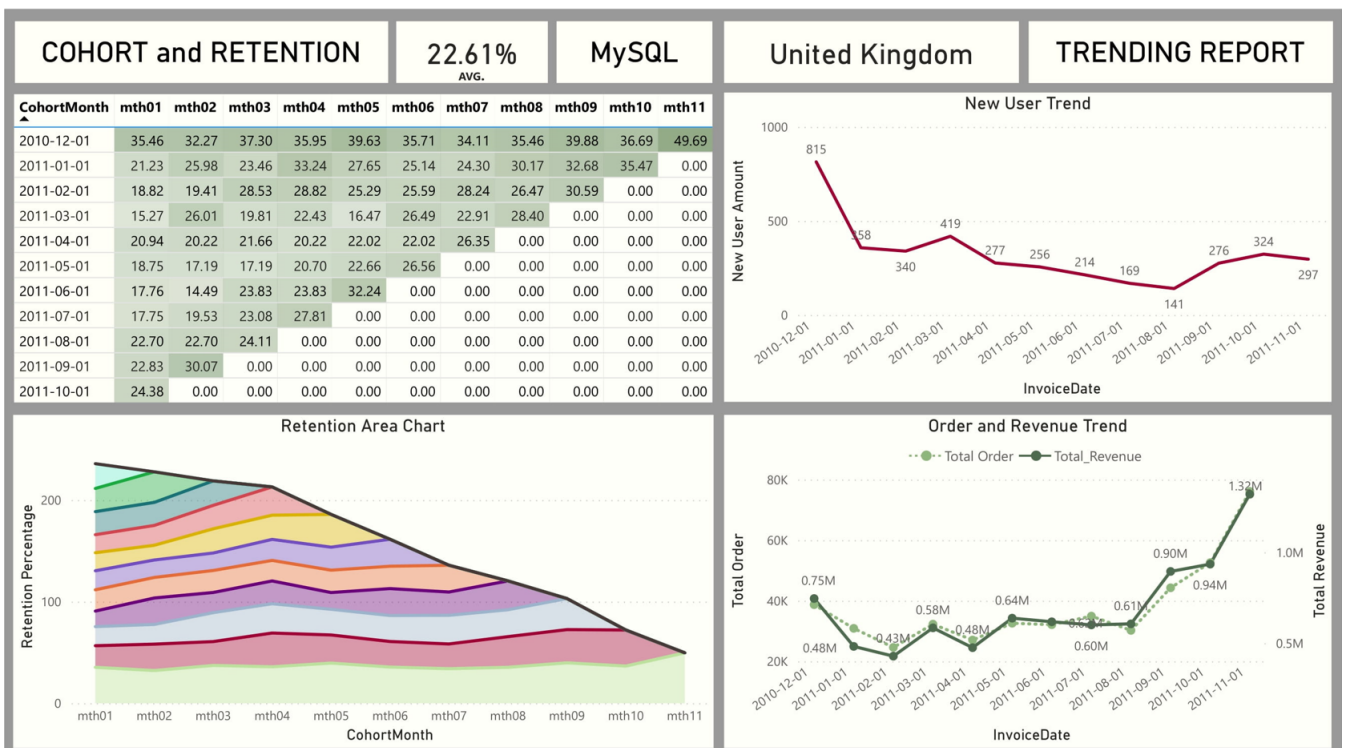 COHORT and RETENTION
22.61%
AVG.
MySQL
United Kingdom
TRENDING REPORT
CohortMonth mth01 mth02 mth03 mth04 mth05 mth06 mth07 mth08 mth09 mth10 mth11
2010-12-01 35.46 32.27 37.30 35.95 39.63 35.71 34.11 35.46 39.88 36.69 49.69
2011-01-01 21.23 25.98 23.46 33.24 27.65 25.14 24.30 30.17 32.68 35.47 0.00
2011-02-01 18.82 19.41 28.53 28.82 25.29 25.59 28.24 26.47 30.59 0.00 0.00
2011-03-01 15.27 26.01 19.81 22.43 16.47 26.49 22.91 28.40 0.00 0.00 0.00
2011-04-01 20.94 20.22 21.66 20.22 22.02 22.02 26.35 0.00 0.00 0.00 0.00
2011-05-01 18.75 17.19 17.19 20.70 22.66 26.56 0.00 0.00 0.00 0.00 0.00
2011-06-01 17.76 14.49 23.83 23.83 32.24 0.00 0.00 0.00 0.00 0.00 0.00
2011-07-01 17.75 19.53 23.08 27.81 0.00 0.00 0.00 0.00 0.00 0.00 0.00
2011-08-01 22.70 22.70 24.11 0.00 0.00 0.00 0.00 0.00 0.00 0.00 0.00
2011-09-01 22.83 30.07 0.00 0.00 0.00 0.00 0.00 0.00 0.00 0.00 0.00
2011-10-01 24.38 0.00 0.00 0.00 0.00 0.00 0.00 0.00 0.00 0.00 0.00
New User Trend
New User Amount
1000
500
0
815
358
340
419
277
256
214
169
141
276
324
297
2010-12-01 2011-01-01 2011-02-01 2011-03-01 2011-04-01 2011-05-01 2011-06-01 2011-07-01 2011-08-01 2011-09-01 2011-10-01 2011-11-01
InvoiceDate
Retention Area Chart
Retention Percentage
200
100
0
mth01 mth02 mth03 mth04 mth05 mth06 mth07 mth08 mth09 mth10 mth11
CohortMonth
Order and Revenue Trend
Total Order Total_Revenue
Total Order
80K
60K
40K
20K
0.75M
0.48M
0.43M
0.58M
0.48M
0.64M
0.60M
0.61M
0.90M
0.94M
1.32M
1.0M
0.5M
Total Revenue
2010-12-01 2011-01-01 2011-02-01 2011-03-01 2011-04-01 2011-05-01 2011-06-01 2011-07-01 2011-08-01 2011-09-01 2011-10-01 2011-11-01
InvoiceDate